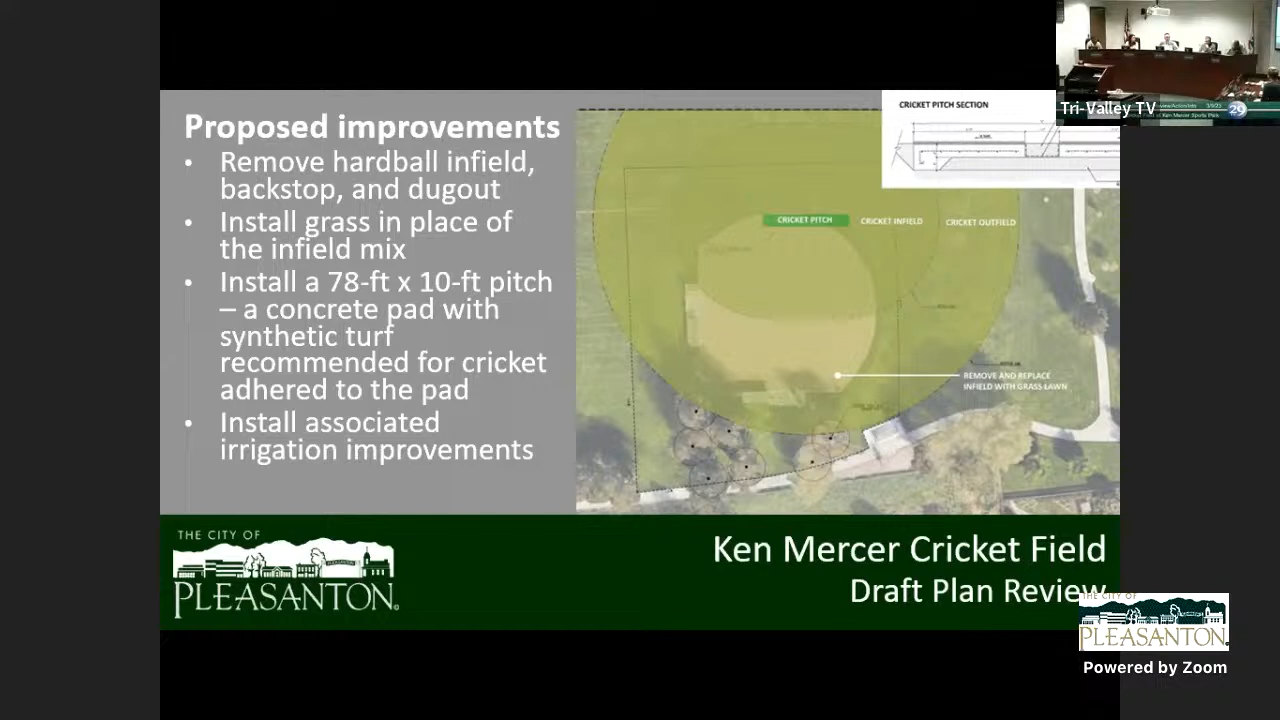 Proposed improvements
• Remove hardball infield,
backstop, and dugout
• Install grass in place of
the infield mix
• Install a 78-ft x 10-ft pitch
– a concrete pad with
synthetic turf
recommended for cricket
adhered to the pad
• Install associated
irrigation improvements
CRICKET PITCH SECTION
CRICKET PITCH
CRICKET INFIELD
CRICKET OUTFIELD
REMOVE AND REPLACE
INFIELD WITH GRASS LAWN
Tri-Valley TV
29
THE CITY OF
PLEASANTON.
Ken Mercer Cricket Field
Draft Plan Review
THE CITY OF
PLEASANTON.
Powered by Zoom